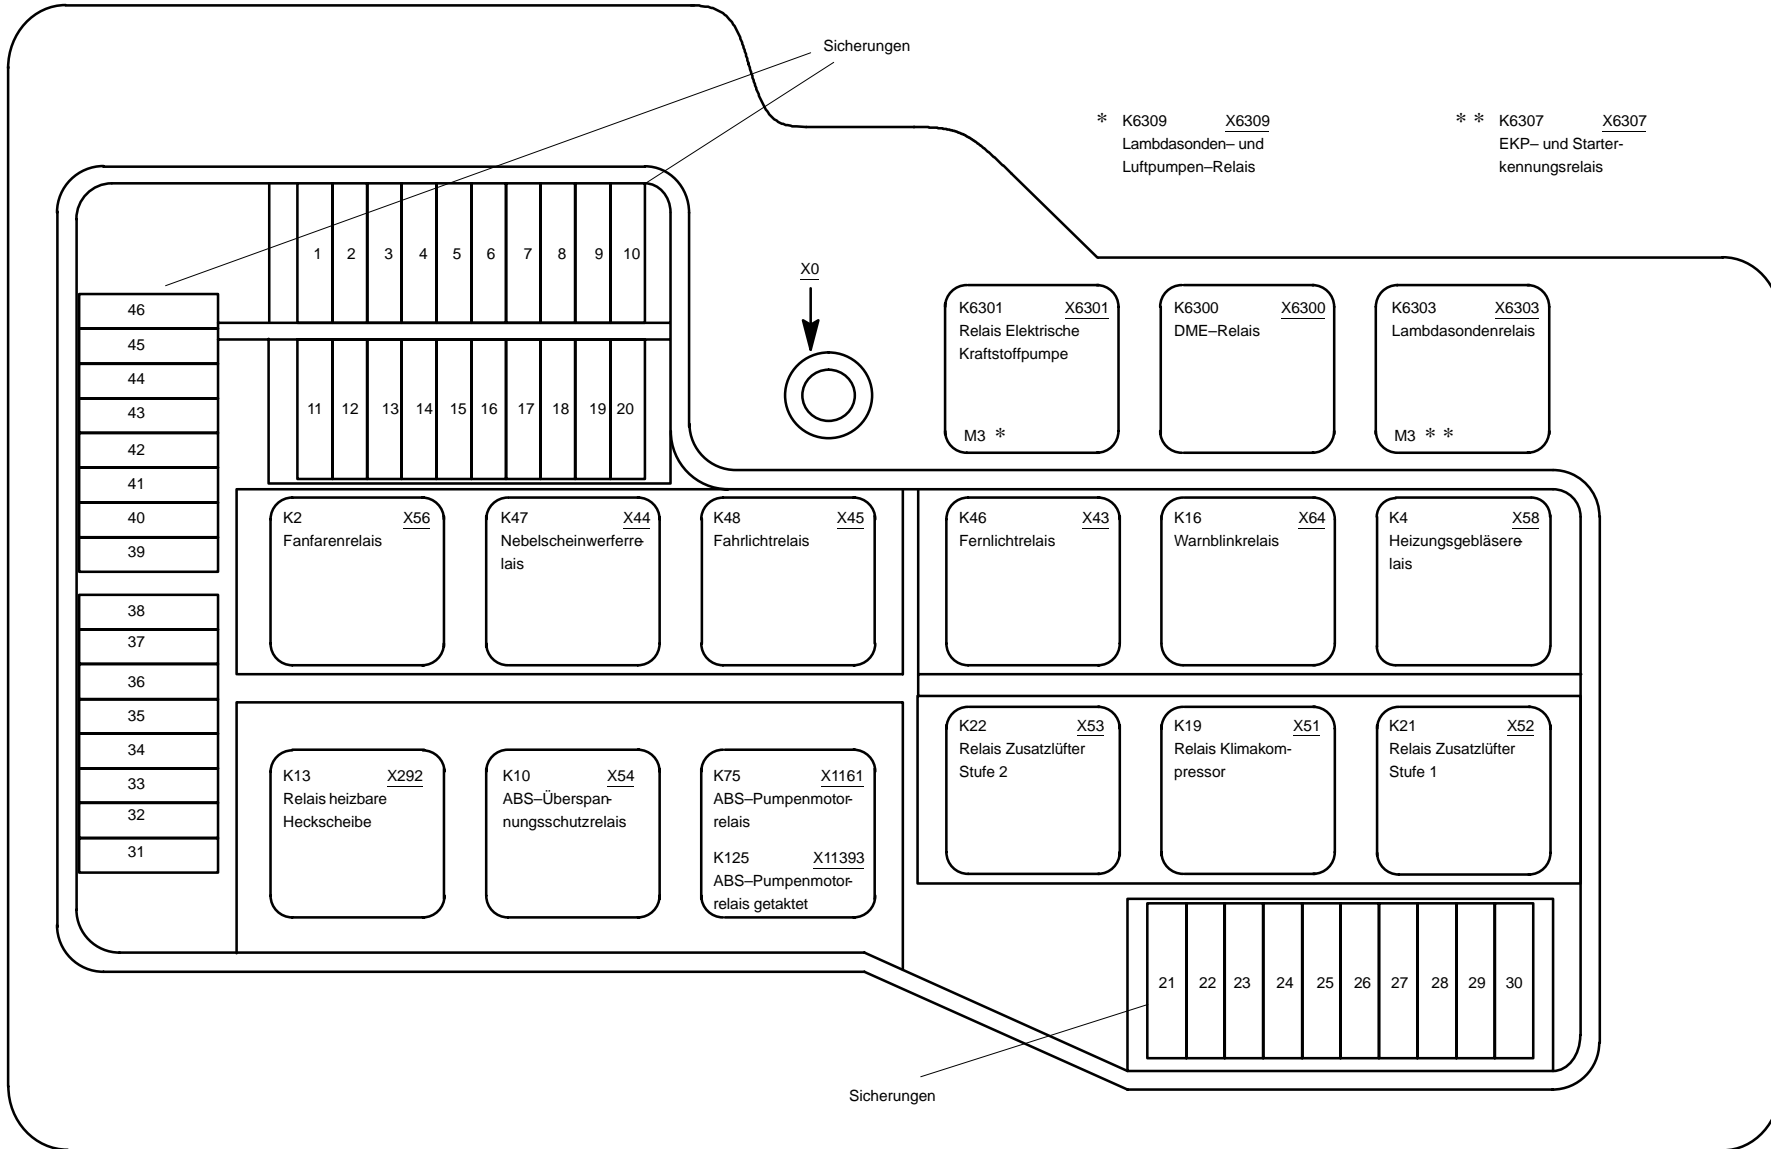 Sicherungen
* K6309 X6309
Lambdasonden– und
Luftpumpen–Relais
* * K6307 X6307
EKP– und Starter-
kennungsrelais
1 2 3 4 5 6 7 8 9 10
X0
46
45
44
43
42
41
40
39
11 12 13 14 15 16 17 18 19 20
K6301 X6301
Relais Elektrische
Kraftstoffpumpe
M3 *
K6300 X6300
DME–Relais
K6303 X6303
Lambdasondenrelais
M3 * *
K2 X56
Fanfarenrelais
K47 X44
Nebelscheinwerferre-
lais
K48 X45
Fahrlichtrelais
K46 X43
Fernlichtrelais
K16 X64
Warnblinkrelais
K4 X58
Heizungsgebläsere-
lais
38
37
36
35
34
33
32
31
K13 X292
Relais heizbare
Heckscheibe
K10 X54
ABS–Überspan-
nungsschutzrelais
K75 X1161
ABS–Pumpenmotor-
relais
K125 X11393
ABS–Pumpenmotor-
relais getaktet
K22 X53
Relais Zusatzlüfter
Stufe 2
K19 X51
Relais Klimakom-
pressor
K21 X52
Relais Zusatzlüfter
Stufe 1
21 22 23 24 25 26 27 28 29 30
Sicherungen